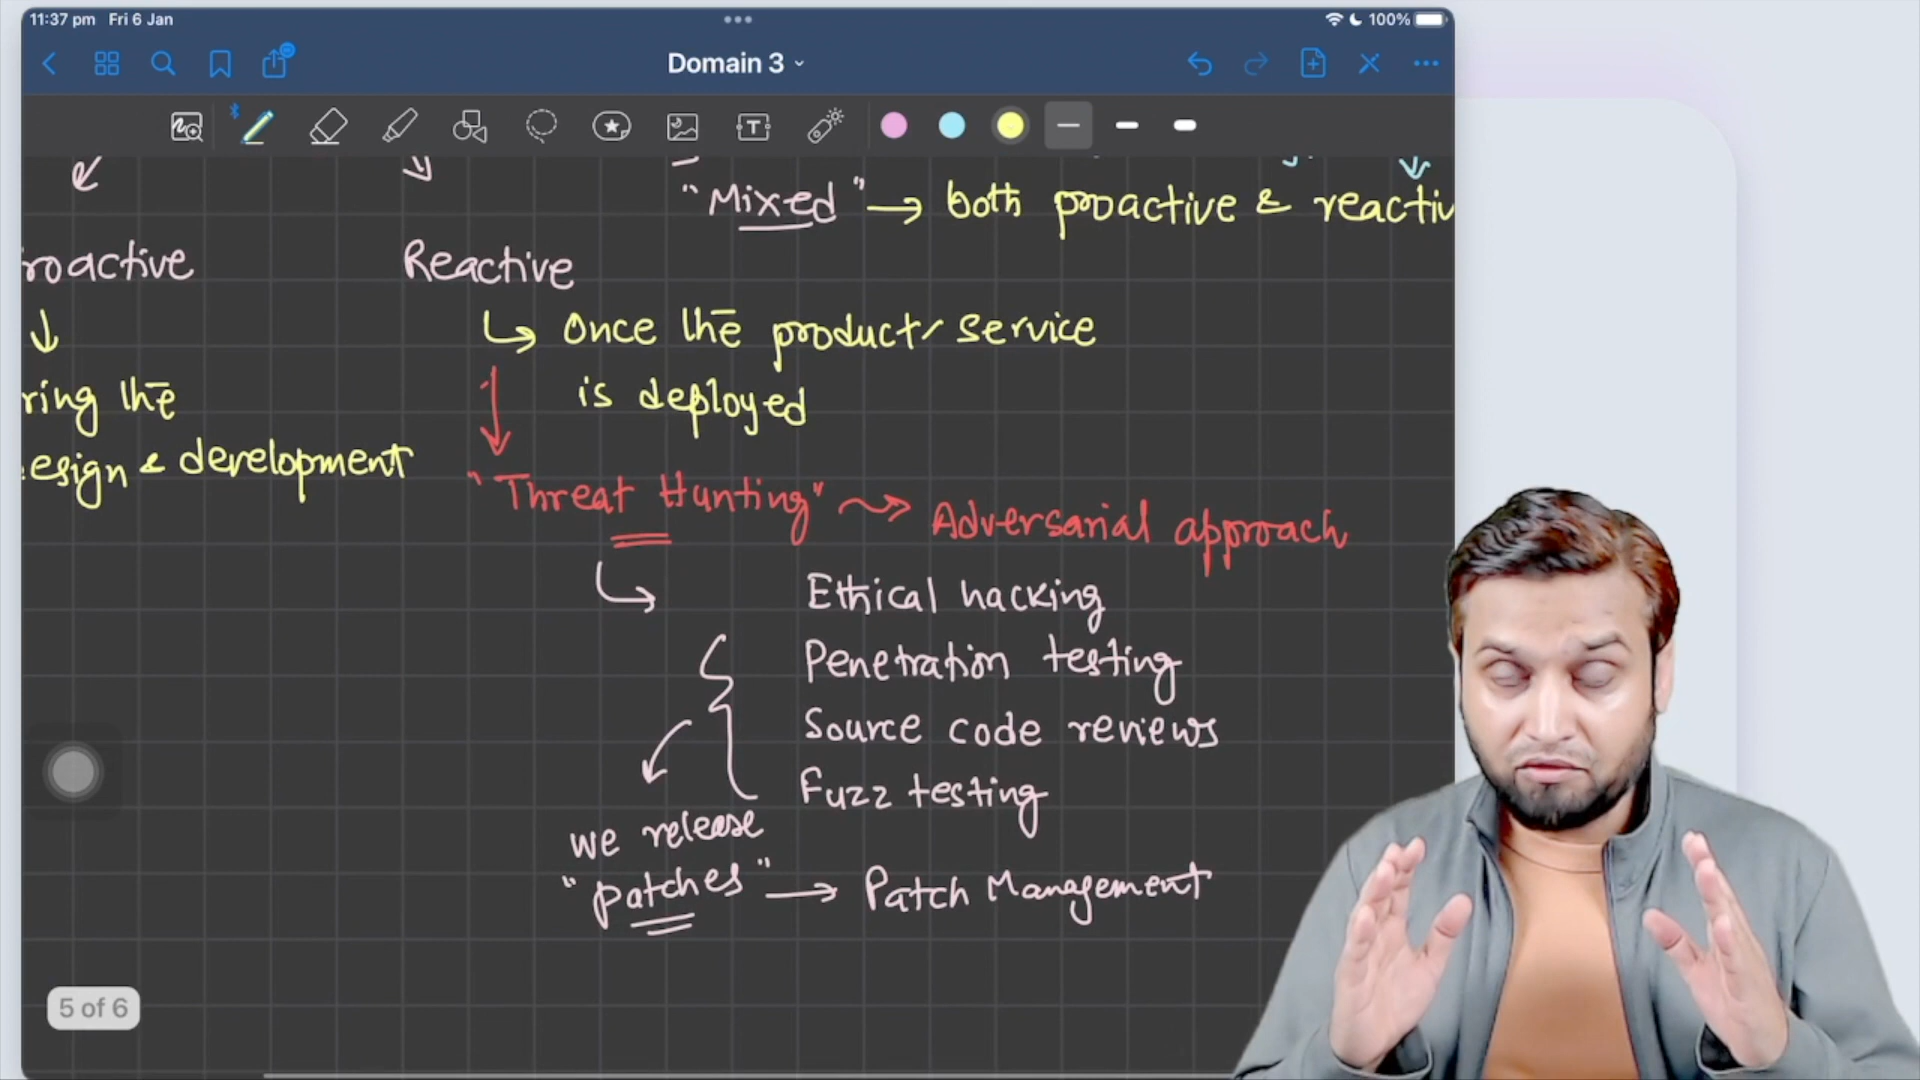 11:37 pm Fri 6 Jan
100%
Domain 3
"Mixed" → both proactive & reactiv
roactive
Reactive
↓
↳ Once the product/service
is deployed
ring the
esign & development
"Threat Hunting" → Adversarial approach
Ethical hacking
Penetration testing
Source code reviews
Fuzz testing
we release
"patches" → Patch Management
5 of 6